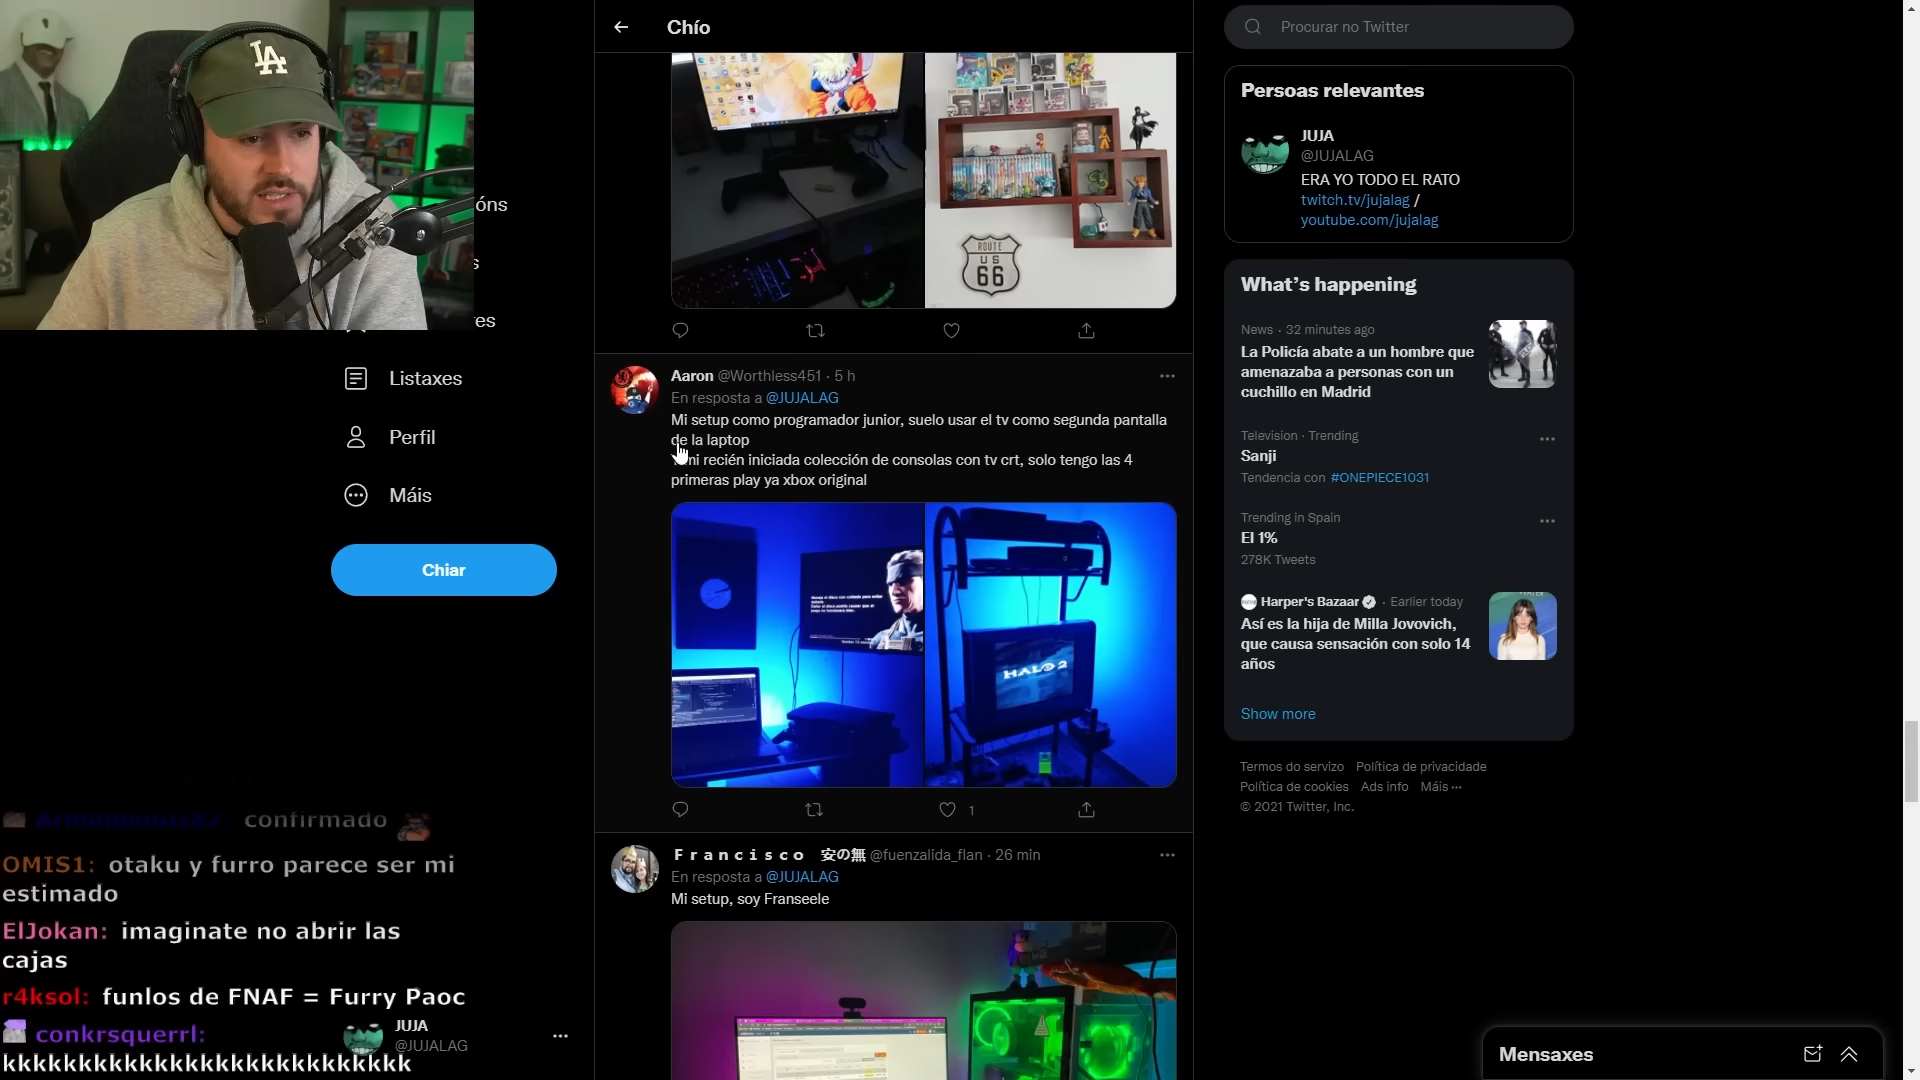 LA
Chío
Procurar no Twitter
Persoas relevantes
JUJA
@JUJALAG
ERA YO TODO EL RATO
twitch.tv/jujalag /
youtube.com/jujalag
ROUTE
US
66
What's happening
News · 32 minutes ago
La Policía abate a un hombre que
amenazaba a personas con un
cuchillo en Madrid
Television · Trending
Sanji
Tendencia con #ONEPIECE1031
Trending in Spain
El 1%
278K Tweets
Harper's Bazaar · Earlier today
Así es la hija de Milla Jovovich,
que causa sensación con solo 14
años
Show more
Termos do servizo Política de privacidade
Política de cookies Ads info Máis ···
© 2021 Twitter, Inc.
óns
s
es
Listaxes
Perfil
Máis
Chiar
Aaron @Worthless451 · 5 h
En resposta a @JUJALAG
Mi setup como programador junior, suelo usar el tv como segunda pantalla
de la laptop
mi recién iniciada colección de consolas con tv crt, solo tengo las 4
primeras play ya xbox original
HALO 2
1
Francisco 安の無 @fuenzalida_flan · 26 min
En resposta a @JUJALAG
Mi setup, soy Franseele
confirmado
OMIS1: otaku y furro parece ser mi
estimado
ElJokan: imaginate no abrir las
cajas
r4ksol: funlos de FNAF = Furry Paoc
conkrsquerrl:
kkkkkkkkkkkkkkkkkkkkkkkkkkk
JUJA
@JUJALAG
Mensaxes